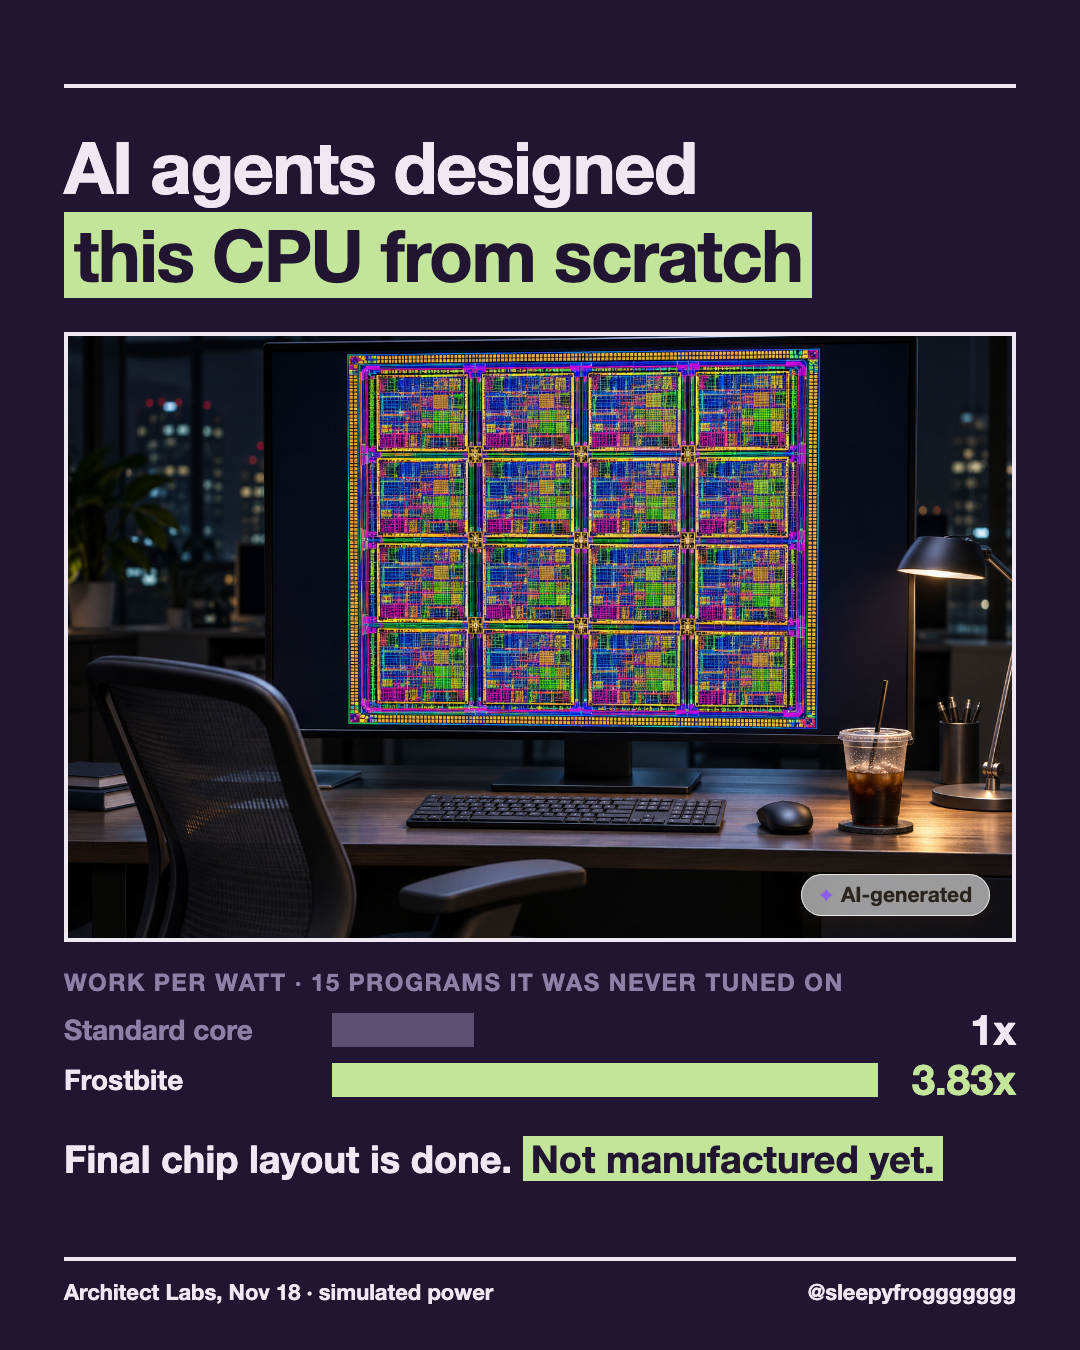 AI agents designed
this CPU from scratch
AI-generated
WORK PER WATT · 15 PROGRAMS IT WAS NEVER TUNED ON
Standard core 1x
Frostbite 3.83x
Final chip layout is done. Not manufactured yet.
Architect Labs, Nov 18 · simulated power @sleepyfroggggggg